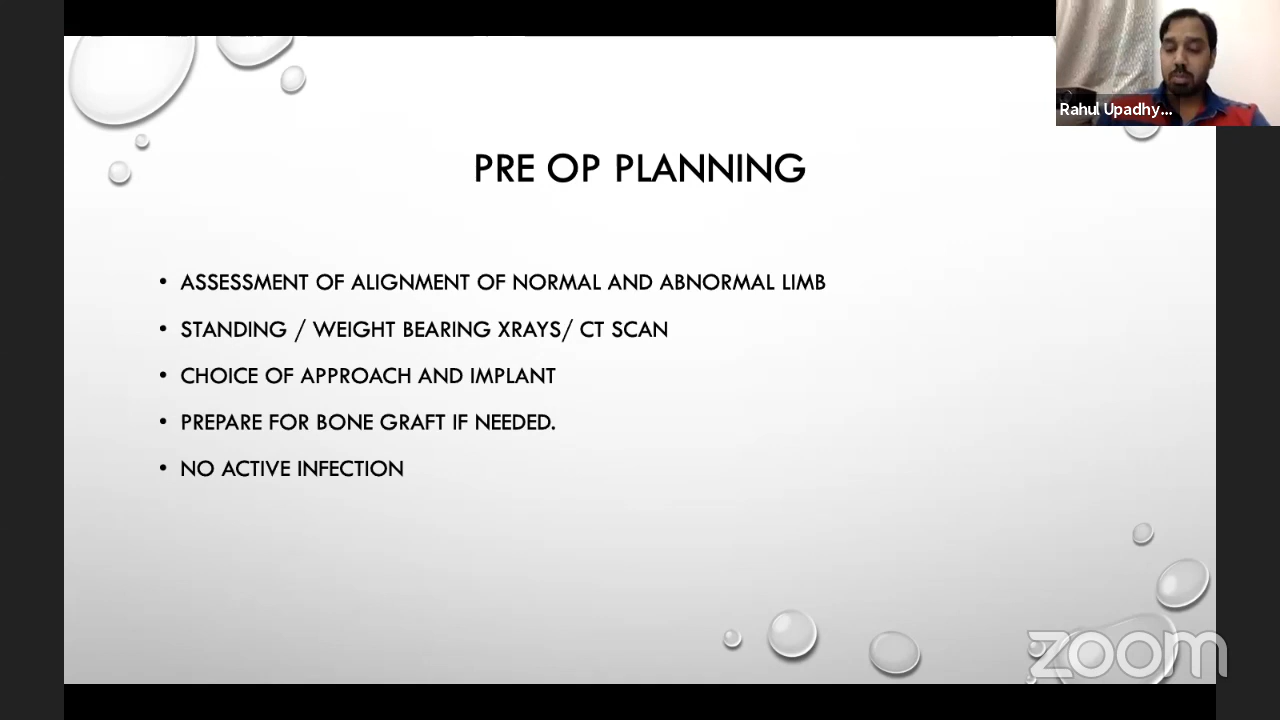 Rahul Upadhy...
PRE OP PLANNING
• ASSESSMENT OF ALIGNMENT OF NORMAL AND ABNORMAL LIMB
• STANDING / WEIGHT BEARING XRAYS/ CT SCAN
• CHOICE OF APPROACH AND IMPLANT
• PREPARE FOR BONE GRAFT IF NEEDED.
• NO ACTIVE INFECTION
zoom